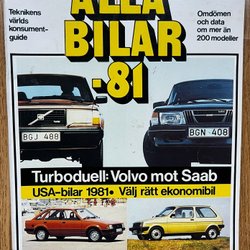 ALLA
Teknikens
världs
konsument-
guide
BILAR
-81
Omdömen
och data
om mer än
200 modeller
BGJ 488
BGN 408
Turboduell: Volvo mot Saab
USA-bilar 1981• Välj rätt ekonomibil